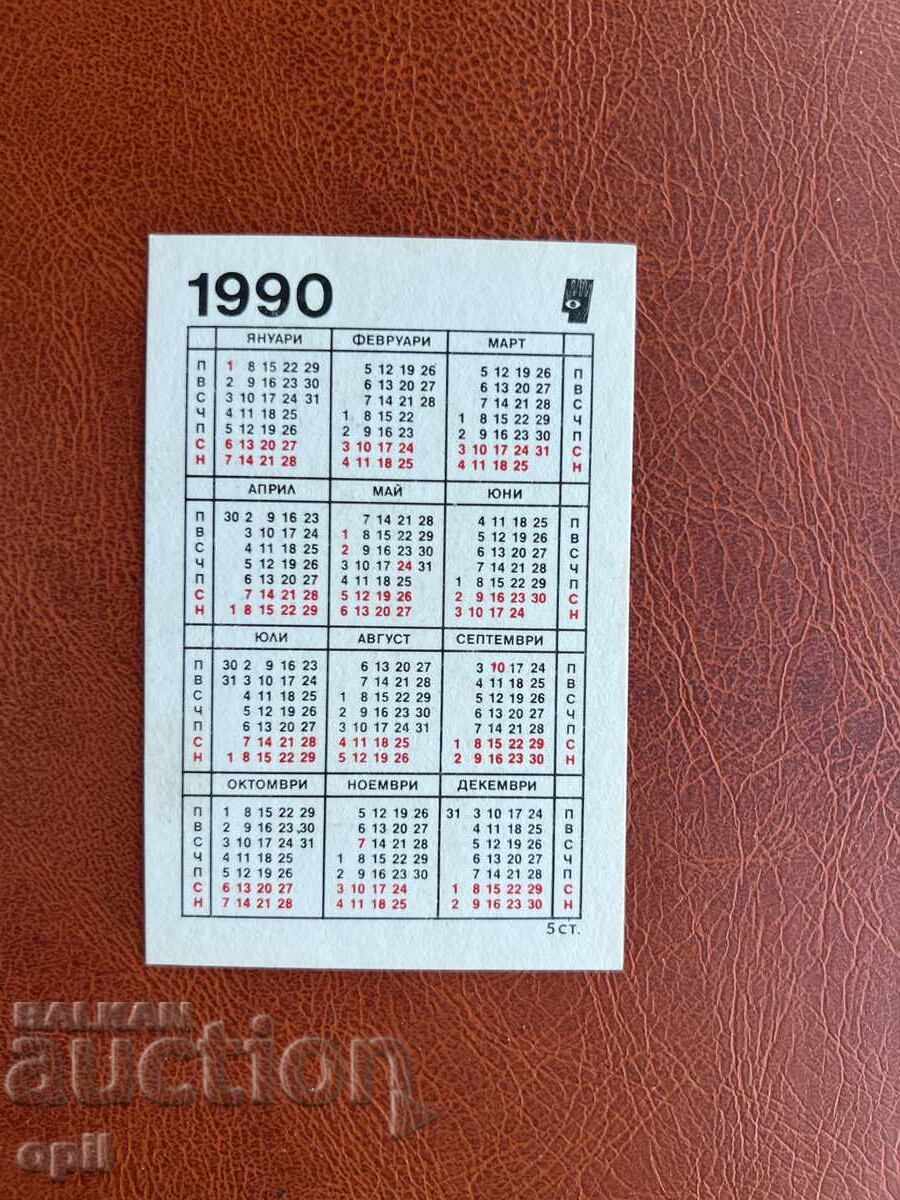 1990
ЯНУАРИ ФЕВРУАРИ МАРТ
П 1 8 15 22 29 5 12 19 26 5 12 19 26 П
В 2 9 16 23 30 6 13 20 27 6 13 20 27 В
С 3 10 17 24 31 7 14 21 28 7 14 21 28 С
Ч 4 11 18 25 1 8 15 22 1 8 15 22 29 Ч
П 5 12 19 26 2 9 16 23 2 9 16 23 30 П
С 6 13 20 27 3 10 17 24 3 10 17 24 31 С
Н 7 14 21 28 4 11 18 25 4 11 18 25 Н
АПРИЛ МАЙ ЮНИ
П 30 2 9 16 23 7 14 21 28 4 11 18 25 П
В 3 10 17 24 1 8 15 22 29 5 12 19 26 В
С 4 11 18 25 2 9 16 23 30 6 13 20 27 С
Ч 5 12 19 26 3 10 17 24 31 7 14 21 28 Ч
П 6 13 20 27 4 11 18 25 1 8 15 22 29 П
С 7 14 21 28 5 12 19 26 2 9 16 23 30 С
Н 1 8 15 22 29 6 13 20 27 3 10 17 24 Н
ЮЛИ АВГУСТ СЕПТЕМВРИ
П 30 2 9 16 23 6 13 20 27 3 10 17 24 П
В 31 3 10 17 24 7 14 21 28 4 11 18 25 В
С 4 11 18 25 1 8 15 22 29 5 12 19 26 С
Ч 5 12 19 26 2 9 16 23 30 6 13 20 27 Ч
П 6 13 20 27 3 10 17 24 31 7 14 21 28 П
С 7 14 21 28 4 11 18 25 1 8 15 22 29 С
Н 1 8 15 22 29 5 12 19 26 2 9 16 23 30 Н
ОКТОМВРИ НОЕМВРИ ДЕКЕМВРИ
П 1 8 15 22 29 5 12 19 26 31 3 10 17 24 П
В 2 9 16 23 30 6 13 20 27 4 11 18 25 В
С 3 10 17 24 31 7 14 21 28 5 12 19 26 С
Ч 4 11 18 25 1 8 15 22 29 6 13 20 27 Ч
П 5 12 19 26 2 9 16 23 30 7 14 21 28 П
С 6 13 20 27 3 10 17 24 1 8 15 22 29 С
Н 7 14 21 28 4 11 18 25 2 9 16 23 30 Н
5 СТ.
BALKAN
auction
opil